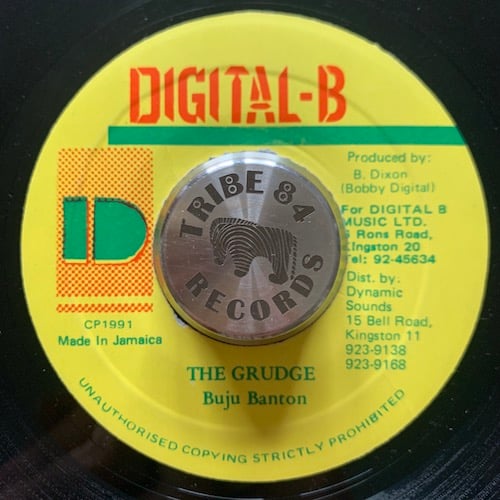 DIGITAL-B
Produced by:
B. Dixon
(Bobby Digital)
For DIGITAL B
MUSIC LTD.
Rons Road,
Kingston 20
Tel: 92-45634
Dist. by:
Dynamic
Sounds
15 Bell Road,
Kingston 11
923-9138
923-9168
TRIBE 84
RECORDS
D
CP1991
Made In Jamaica
THE GRUDGE
Buju Banton
UNAUTHORISED COPYING STRICTLY PROHIBITED